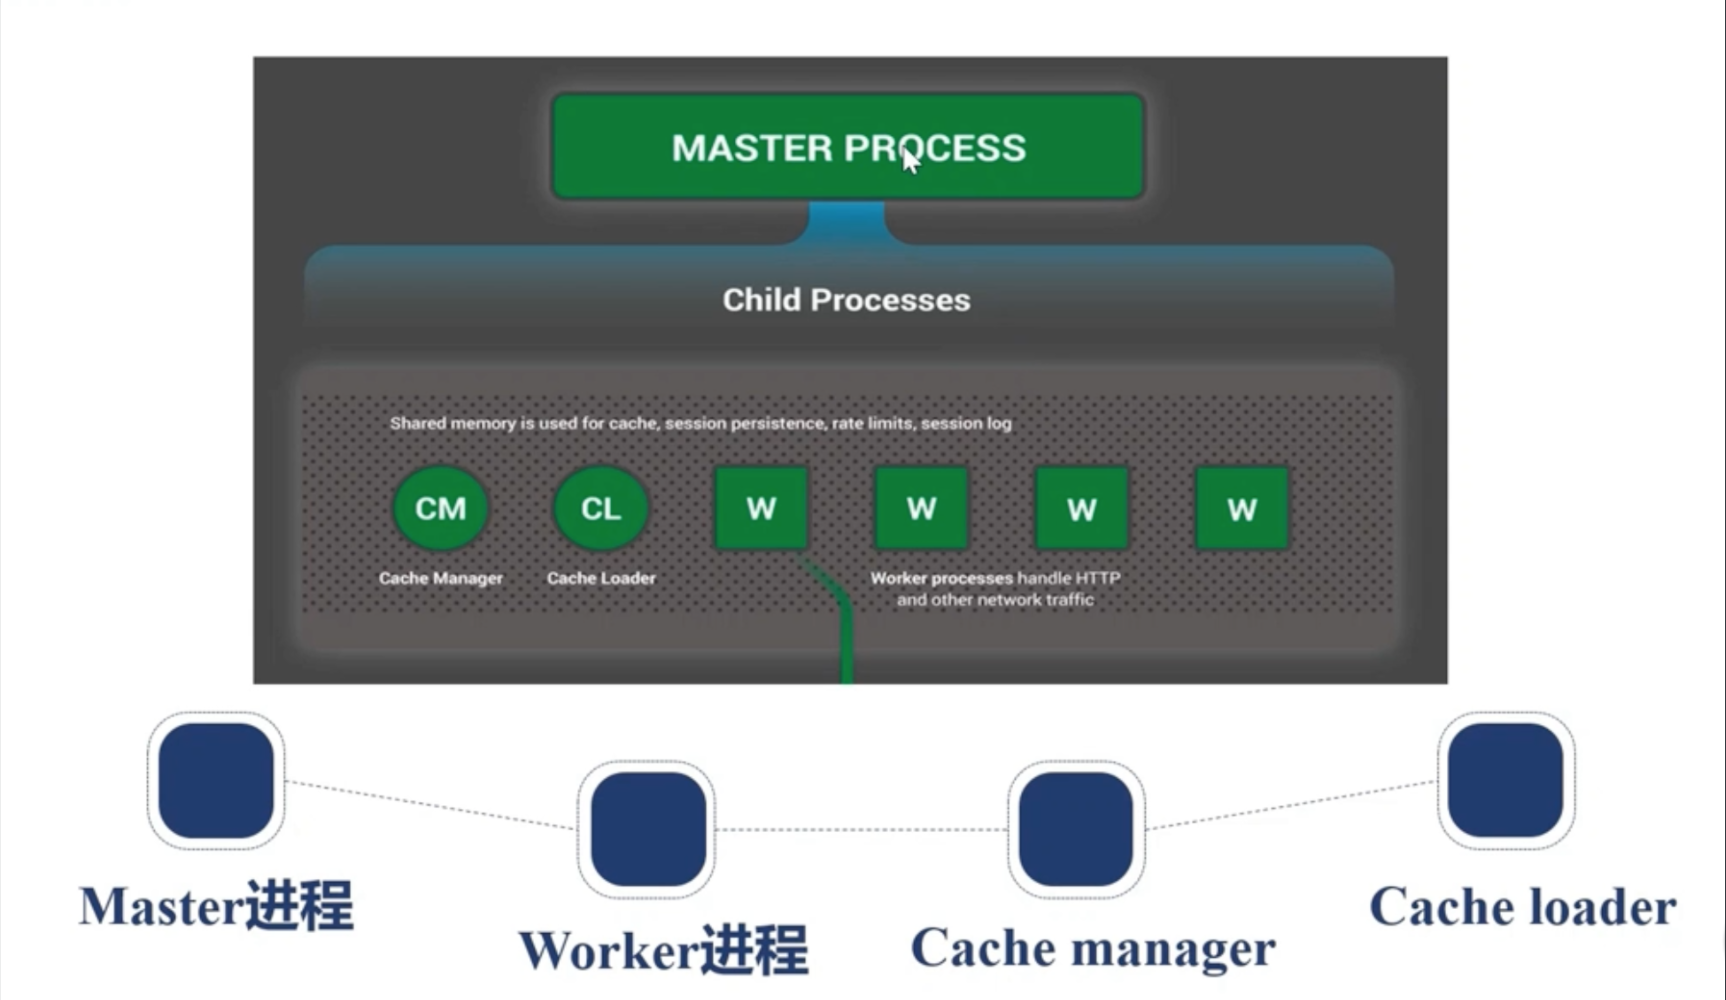 MASTER PROCESS
Child Processes
Shared memory is used for cache, session persistence, rate limits, session log
CM
CL
W
W
W
W
Cache Manager
Cache Loader
Worker processes handle HTTP
and other network traffic
Master进程
Worker进程
Cache manager
Cache loader